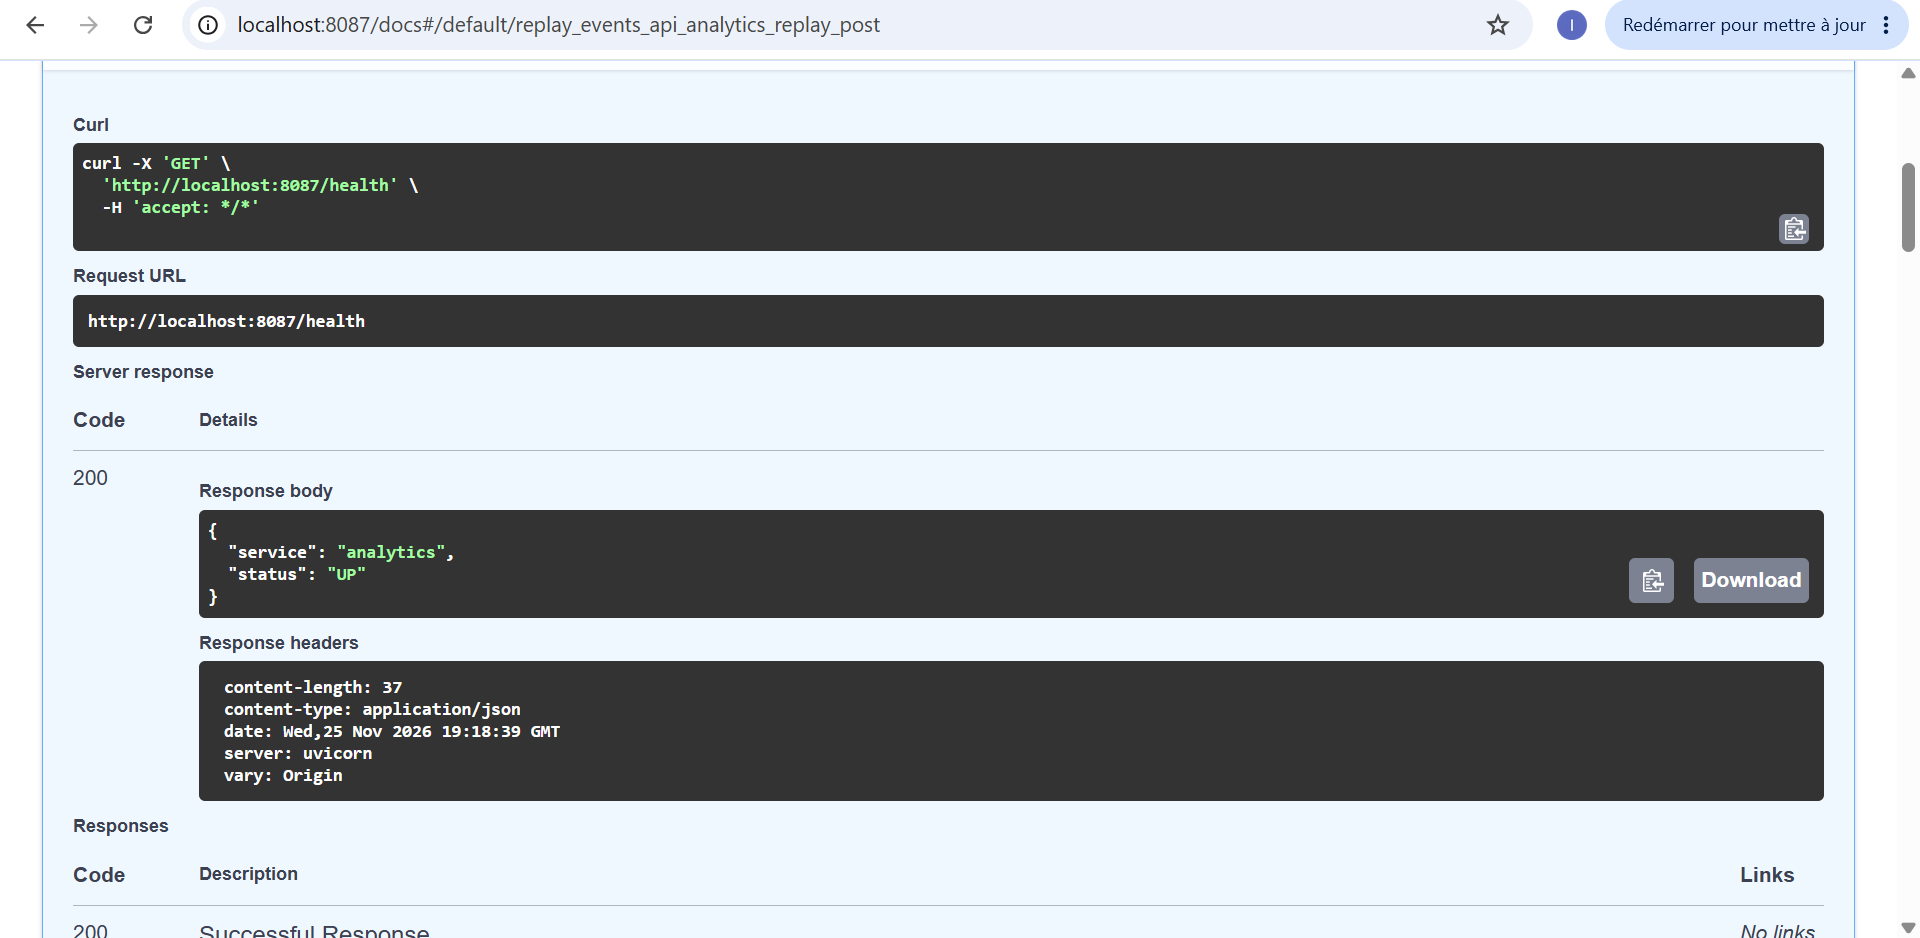 localhost:8087/docs#/default/replay_events_api_analytics_replay_post
I
Redémarrer pour mettre à jour
Curl
curl -X 'GET' \
'http://localhost:8087/health' \
-H 'accept: */*'
Request URL
http://localhost:8087/health
Server response
Code Details
200
Response body
{
"service": "analytics",
"status": "UP"
}
Download
Response headers
content-length: 37
content-type: application/json
date: Wed,25 Nov 2026 19:18:39 GMT
server: uvicorn
vary: Origin
Responses
Code Description Links
200 Successful Response No links